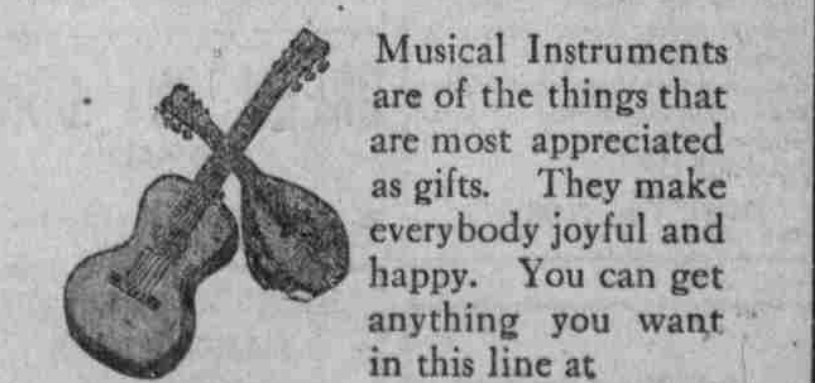 Musical Instruments
are of the things that
are most appreciated
as gifts. They make
everybody joyful and
happy. You can get
anything you want
in this line at